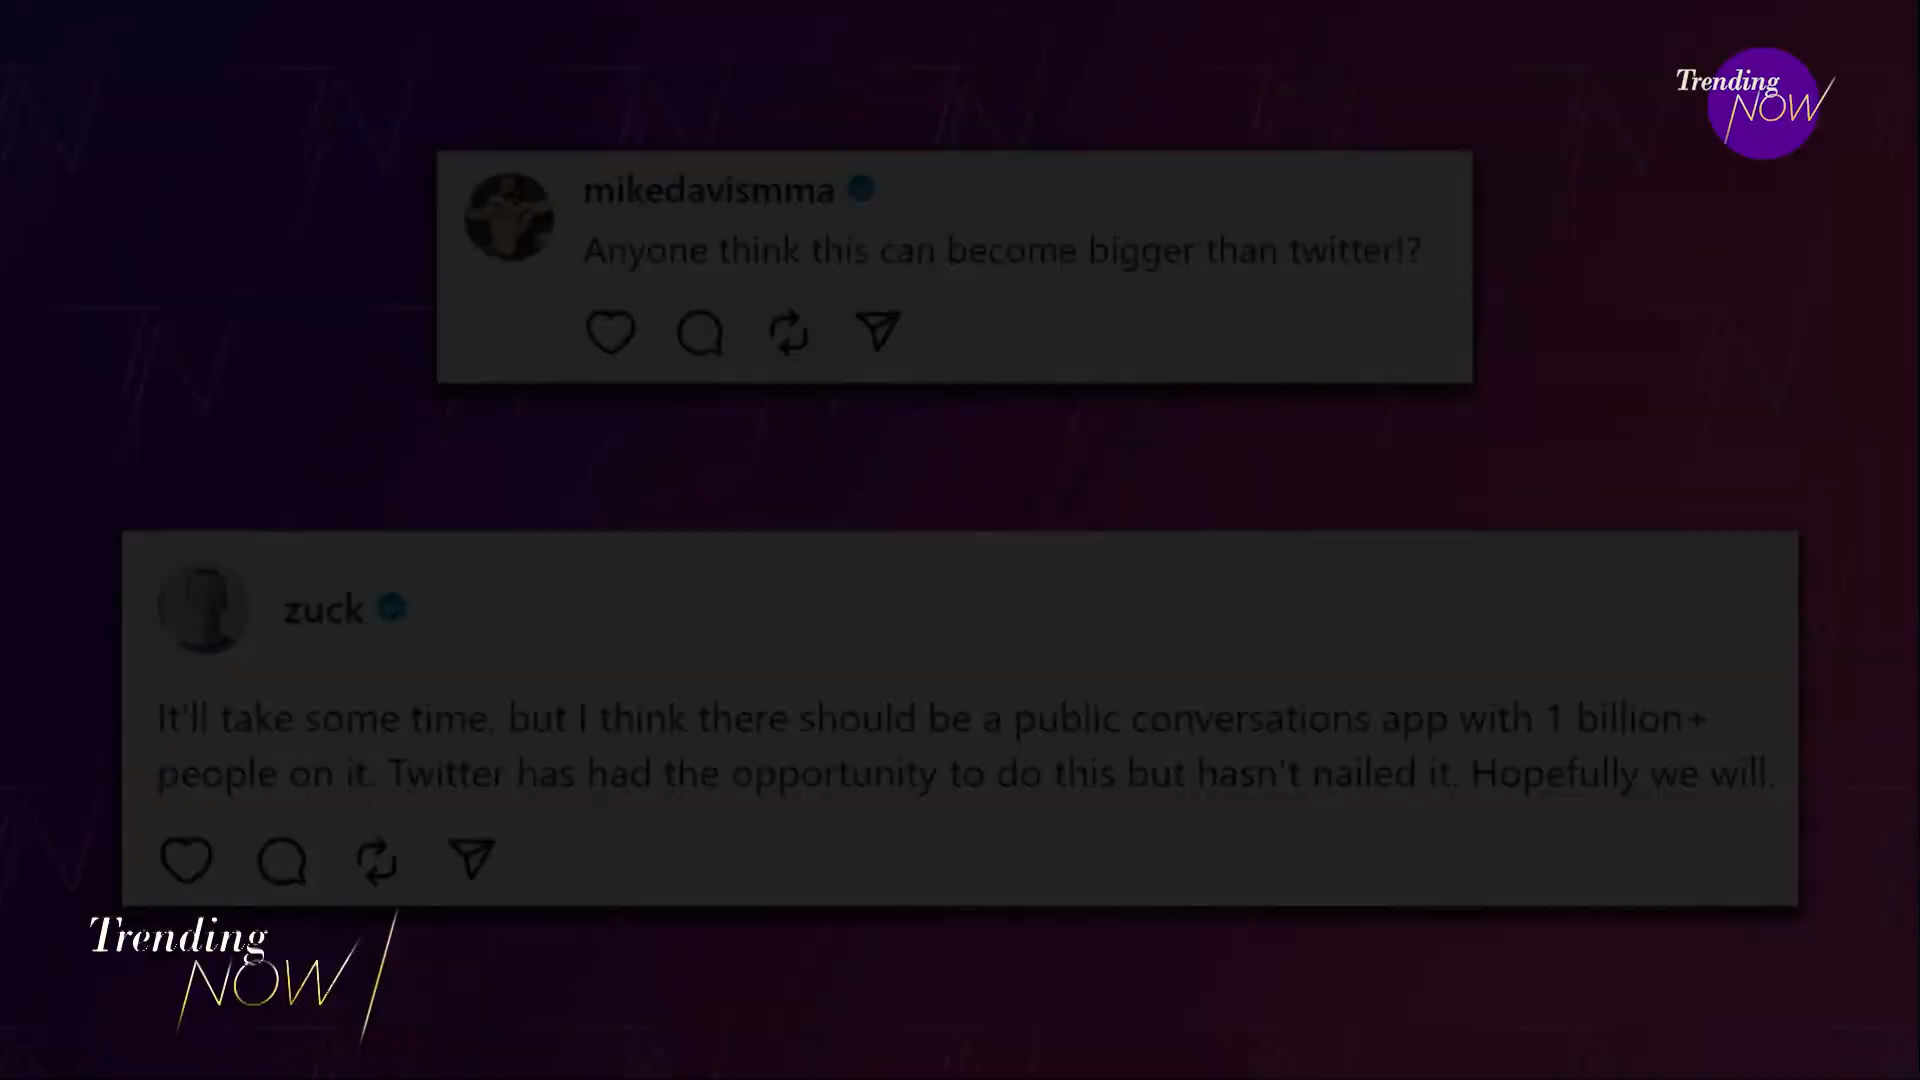 Trending
NOW
mikedavismma
Anyone think this can become bigger than twitter!?
zuck
It'll take some time, but I think there should be a public conversations app with 1 billion+
people on it. Twitter has had the opportunity to do this but hasn't nailed it. Hopefully we will.
Trending
NOW